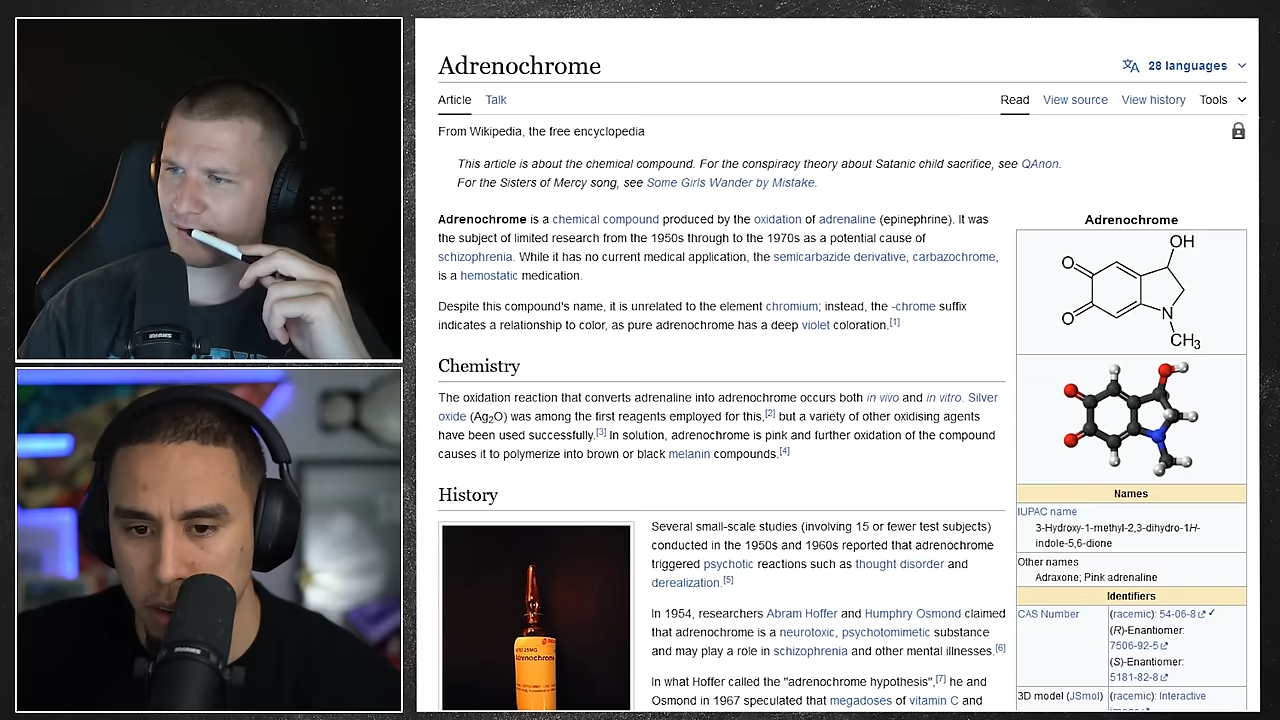 Adrenochrome
28 languages
Article Talk Read View source View history Tools
From Wikipedia, the free encyclopedia
This article is about the chemical compound. For the conspiracy theory about Satanic child sacrifice, see QAnon.
For the Sisters of Mercy song, see Some Girls Wander by Mistake.
Adrenochrome is a chemical compound produced by the oxidation of adrenaline (epinephrine). It was
the subject of limited research from the 1950s through to the 1970s as a potential cause of
schizophrenia. While it has no current medical application, the semicarbazide derivative, carbazochrome,
is a hemostatic medication.
Despite this compound's name, it is unrelated to the element chromium; instead, the -chrome suffix
indicates a relationship to color, as pure adrenochrome has a deep violet coloration.[1]
Chemistry
The oxidation reaction that converts adrenaline into adrenochrome occurs both in vivo and in vitro. Silver
oxide (Ag2O) was among the first reagents employed for this,[2] but a variety of other oxidising agents
have been used successfully.[3] In solution, adrenochrome is pink and further oxidation of the compound
causes it to polymerize into brown or black melanin compounds.[4]
History
Several small-scale studies (involving 15 or fewer test subjects)
conducted in the 1950s and 1960s reported that adrenochrome
triggered psychotic reactions such as thought disorder and
derealization.[5]
In 1954, researchers Abram Hoffer and Humphry Osmond claimed
that adrenochrome is a neurotoxic, psychotomimetic substance
and may play a role in schizophrenia and other mental illnesses.[6]
In what Hoffer called the "adrenochrome hypothesis",[7] he and
Osmond in 1967 speculated that megadoses of vitamin C and
Adrenochrome
Adrenochrome
OH
O
O
N
CH3
Names
IUPAC name
3-Hydroxy-1-methyl-2,3-dihydro-1H-
indole-5,6-dione
Other names
Adraxone; Pink adrenaline
Identifiers
CAS Number (racemic): 54-06-8 ✓
(R)-Enantiomer:
7506-92-5
(S)-Enantiomer:
5181-82-8
3D model (JSmol) (racemic): Interactive
SHURE
SHURE